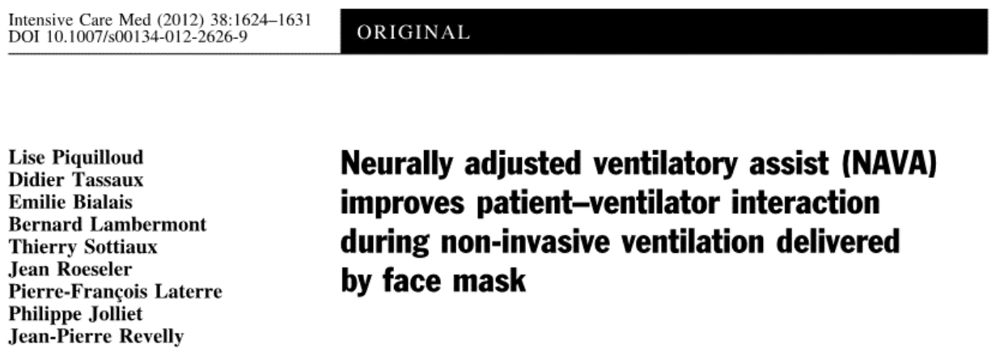 Intensive Care Med (2012) 38:1624–1631
DOI 10.1007/s00134-012-2626-9
ORIGINAL
Lise Piquilloud
Didier Tassaux
Emilie Bialais
Bernard Lambermont
Thierry Sottiaux
Jean Roeseler
Pierre-François Laterre
Philippe Jolliet
Jean-Pierre Revelly
Neurally adjusted ventilatory assist (NAVA)
improves patient–ventilator interaction
during non-invasive ventilation delivered
by face mask